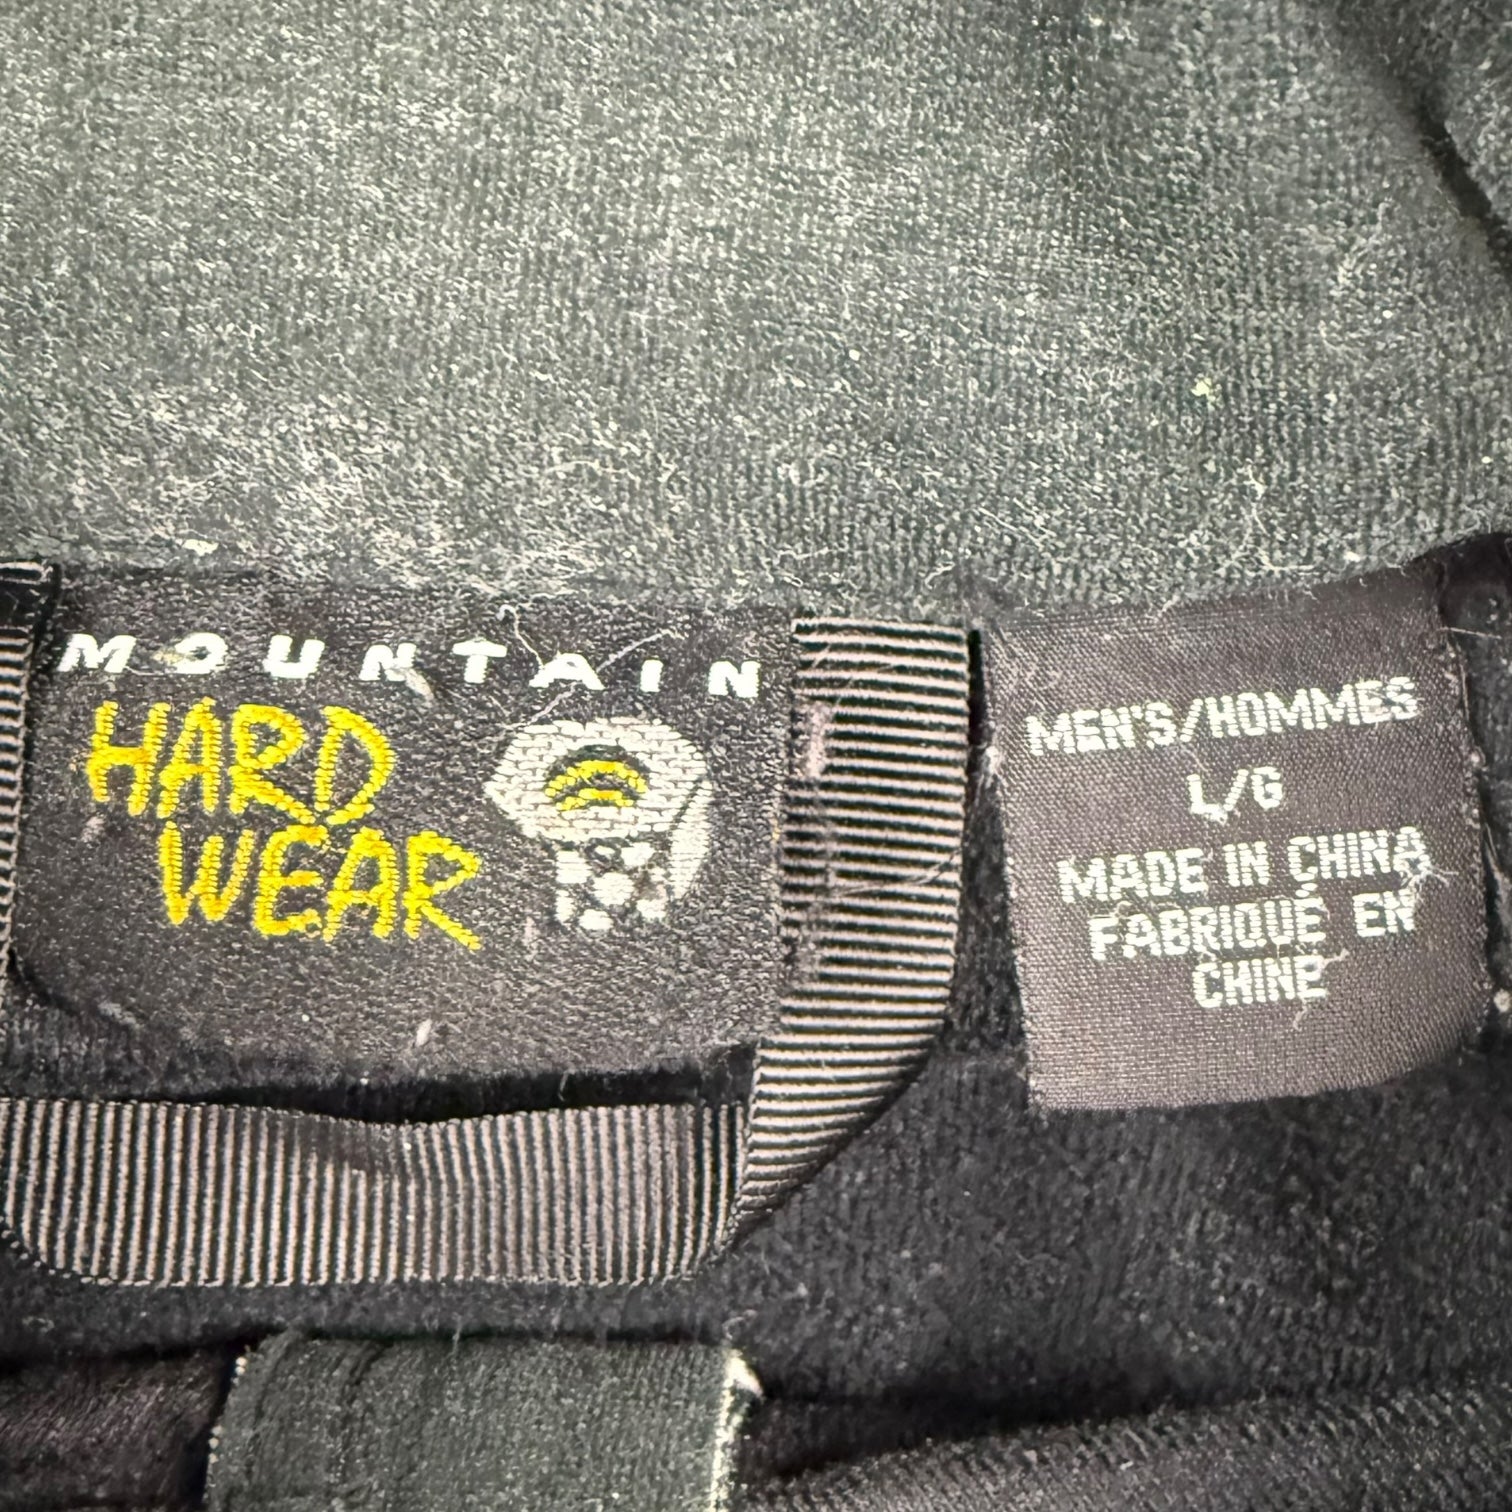 MOUNTAIN
HARD
WEAR
MEN'S/HOMMES
L/G
MADE IN CHINA
FABRIQUÉ EN
CHINE